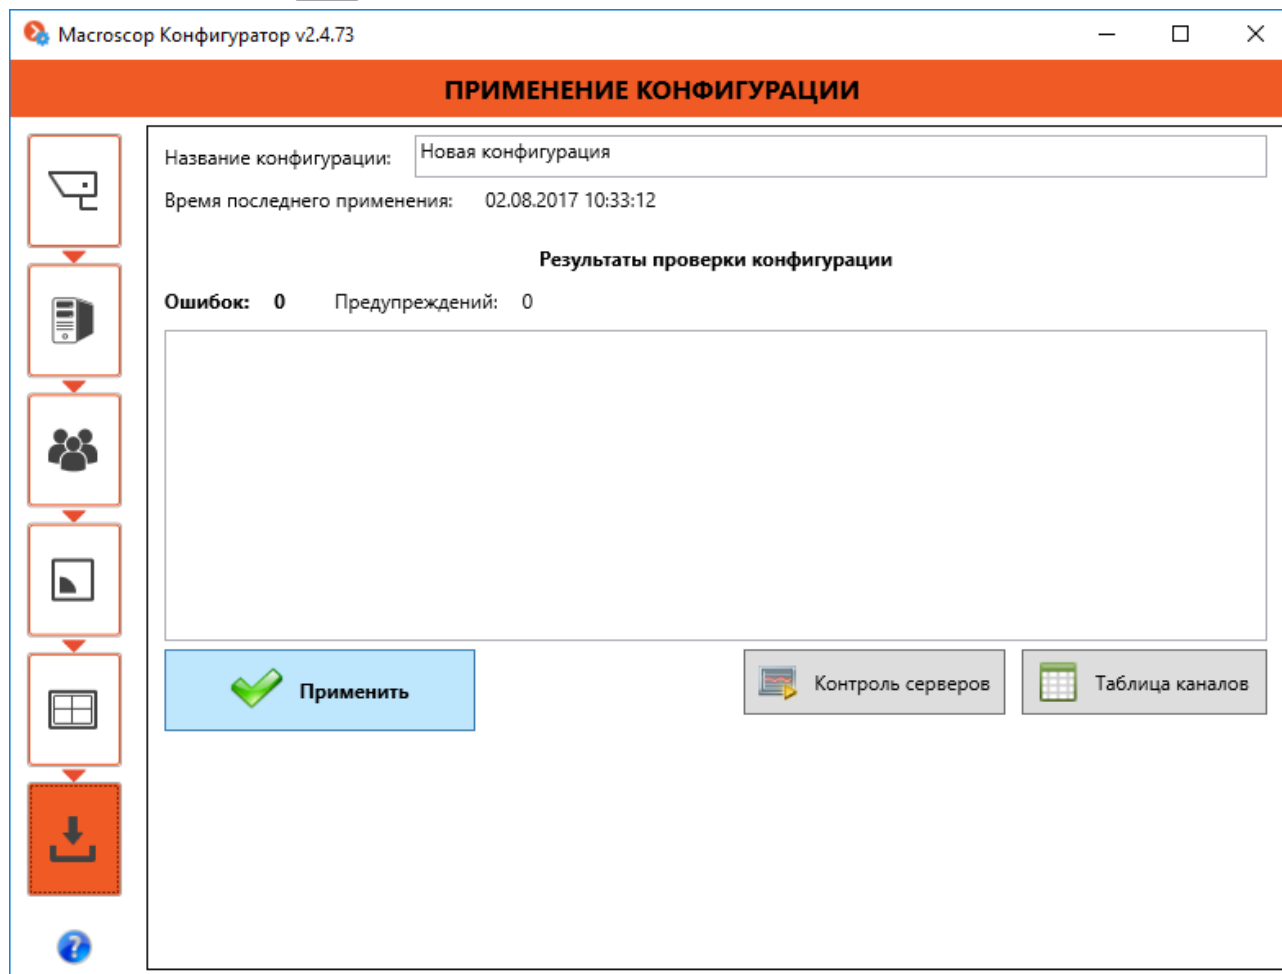 Macroscop Конфигуратор v2.4.73
ПРИМЕНЕНИЕ КОНФИГУРАЦИИ
Название конфигурации: Новая конфигурация
Время последнего применения: 02.08.2017 10:33:12
Результаты проверки конфигурации
Ошибок: 0 Предупреждений: 0
Применить Контроль серверов Таблица каналов
?